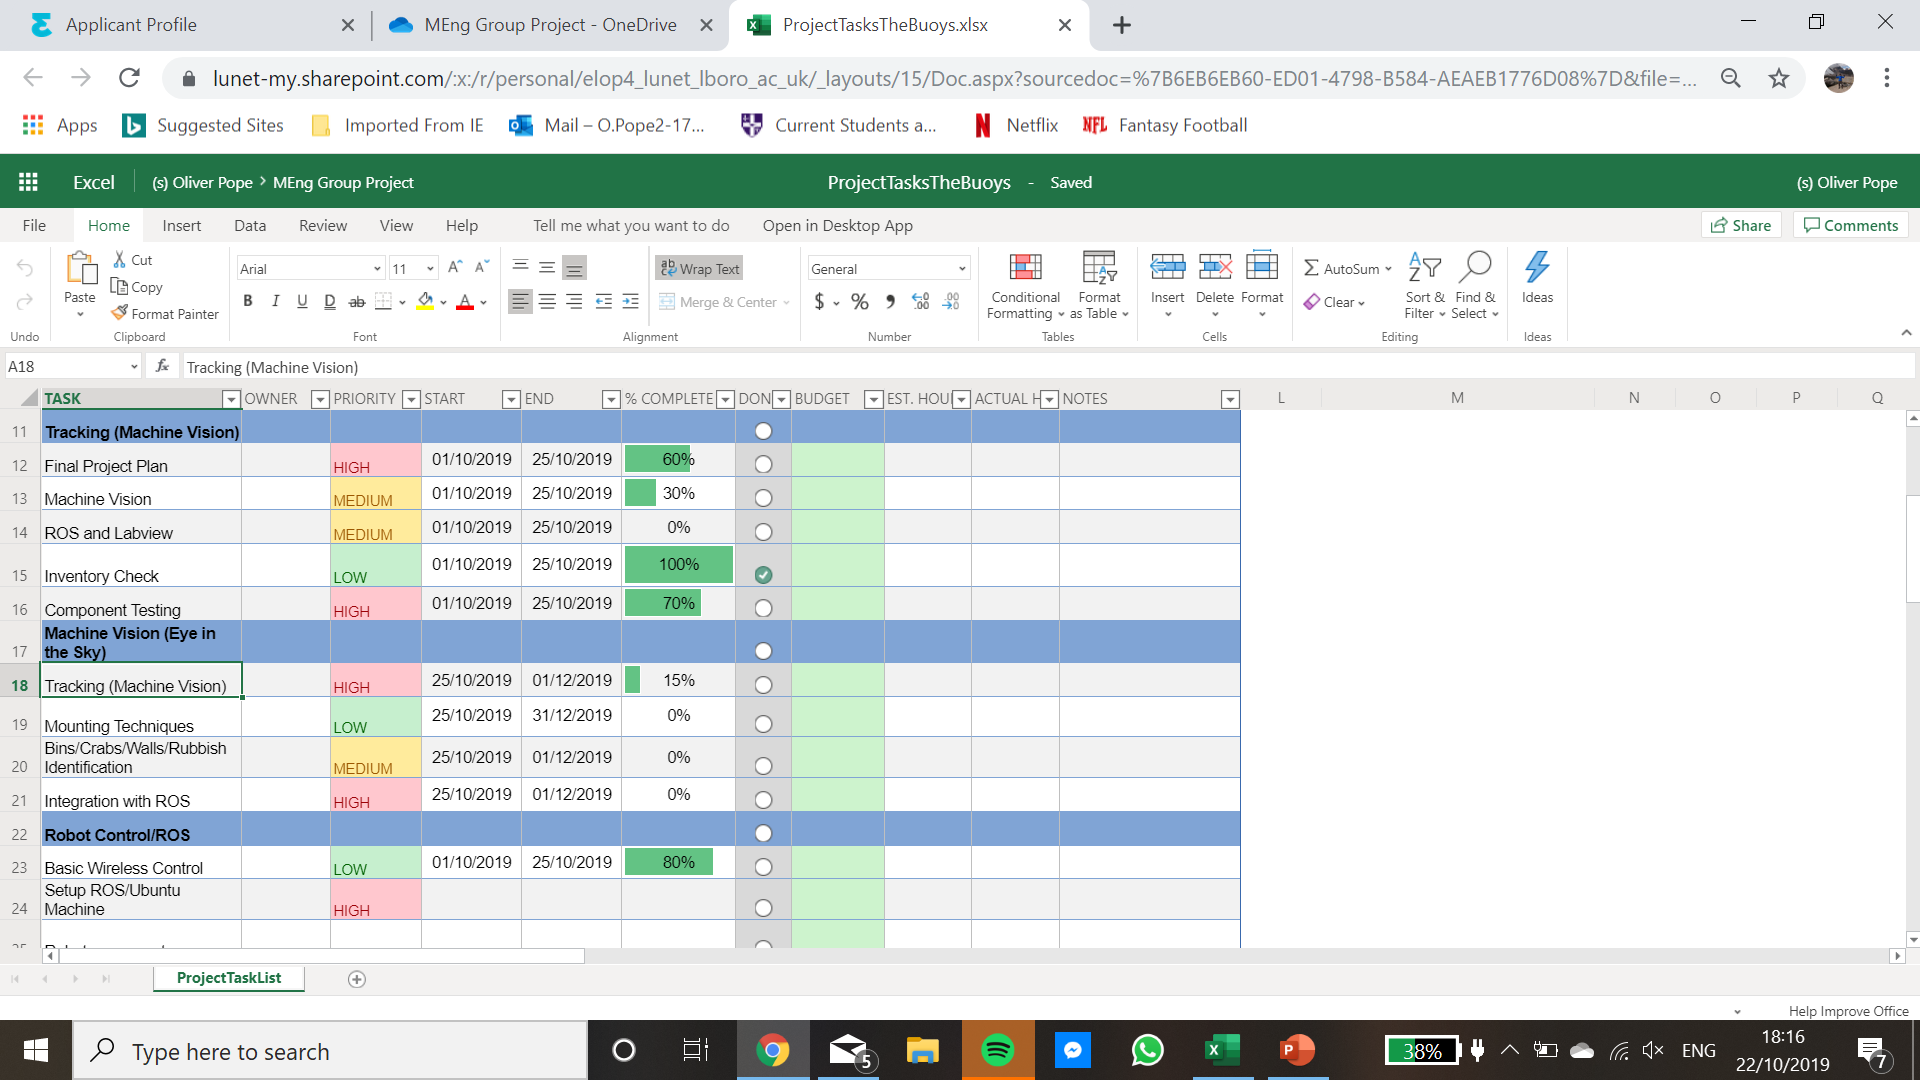 Applicant Profile
MEng Group Project - OneDrive
ProjectTasksTheBuoys.xlsx
lunet-my.sharepoint.com/:x:/r/personal/elop4_lunet_lboro_ac_uk/_layouts/15/Doc.aspx?sourcedoc=%7B6EB6EB60-ED01-4798-B584-AEAEB1776D08%7D&file=...
Apps Suggested Sites Imported From IE Mail – O.Pope2-17... Current Students a... Netflix NFL Fantasy Football
Excel (s) Oliver Pope > MEng Group Project ProjectTasksTheBuoys - Saved (s) Oliver Pope
File Home Insert Data Review View Help Tell me what you want to do Open in Desktop App Share Comments
Paste Cut Copy Format Painter
Arial 11
B I U D ab A
Wrap Text Merge & Center
General
$ % , .00 .00
Conditional Formatting Format as Table
Insert Delete Format
AutoSum Clear Sort & Filter Find & Select Ideas
Undo Clipboard Font Alignment Number Tables Cells Editing Ideas
A18 fx Tracking (Machine Vision)
TASK OWNER PRIORITY START END % COMPLETE DON BUDGET EST. HOU ACTUAL H NOTES L M N O P Q
11 Tracking (Machine Vision)
12 Final Project Plan HIGH 01/10/2019 25/10/2019 60%
13 Machine Vision MEDIUM 01/10/2019 25/10/2019 30%
14 ROS and Labview MEDIUM 01/10/2019 25/10/2019 0%
15 Inventory Check LOW 01/10/2019 25/10/2019 100%
16 Component Testing HIGH 01/10/2019 25/10/2019 70%
17 Machine Vision (Eye in
the Sky)
18 Tracking (Machine Vision) HIGH 25/10/2019 01/12/2019 15%
19 Mounting Techniques LOW 25/10/2019 31/12/2019 0%
20 Bins/Crabs/Walls/Rubbish
Identification MEDIUM 25/10/2019 01/12/2019 0%
21 Integration with ROS HIGH 25/10/2019 01/12/2019 0%
22 Robot Control/ROS
23 Basic Wireless Control LOW 01/10/2019 25/10/2019 80%
24 Setup ROS/Ubuntu
Machine HIGH
ProjectTaskList
Help Improve Office
Type here to search
5
38%
ENG
18:16
22/10/2019
7